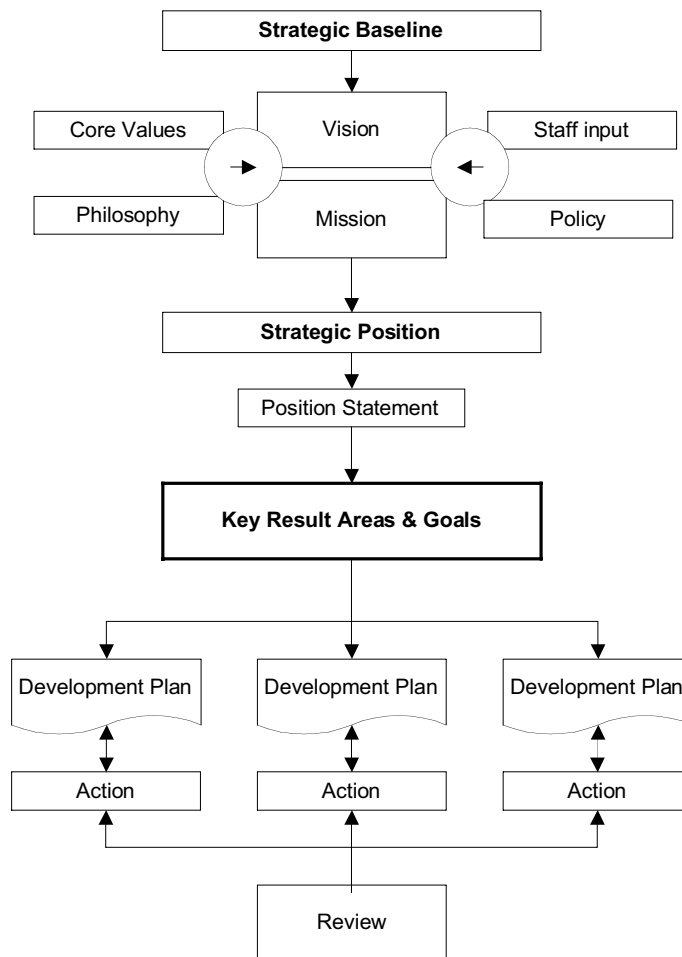 Strategic Baseline
Core Values
Vision
Staff input
Philosophy
Mission
Policy
Strategic Position
Position Statement
Key Result Areas & Goals
Development Plan
Development Plan
Development Plan
Action
Action
Action
Review